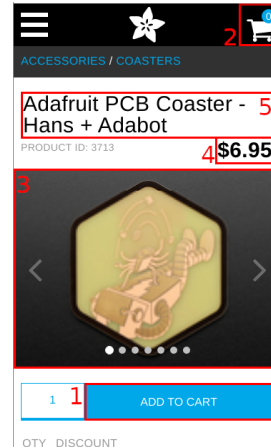 0
2
ACCESSORIES / COASTERS
Adafruit PCB Coaster - 5
Hans + Adabot
PRODUCT ID: 3713 4 $6.95
3
1 1 ADD TO CART
QTY DISCOUNT